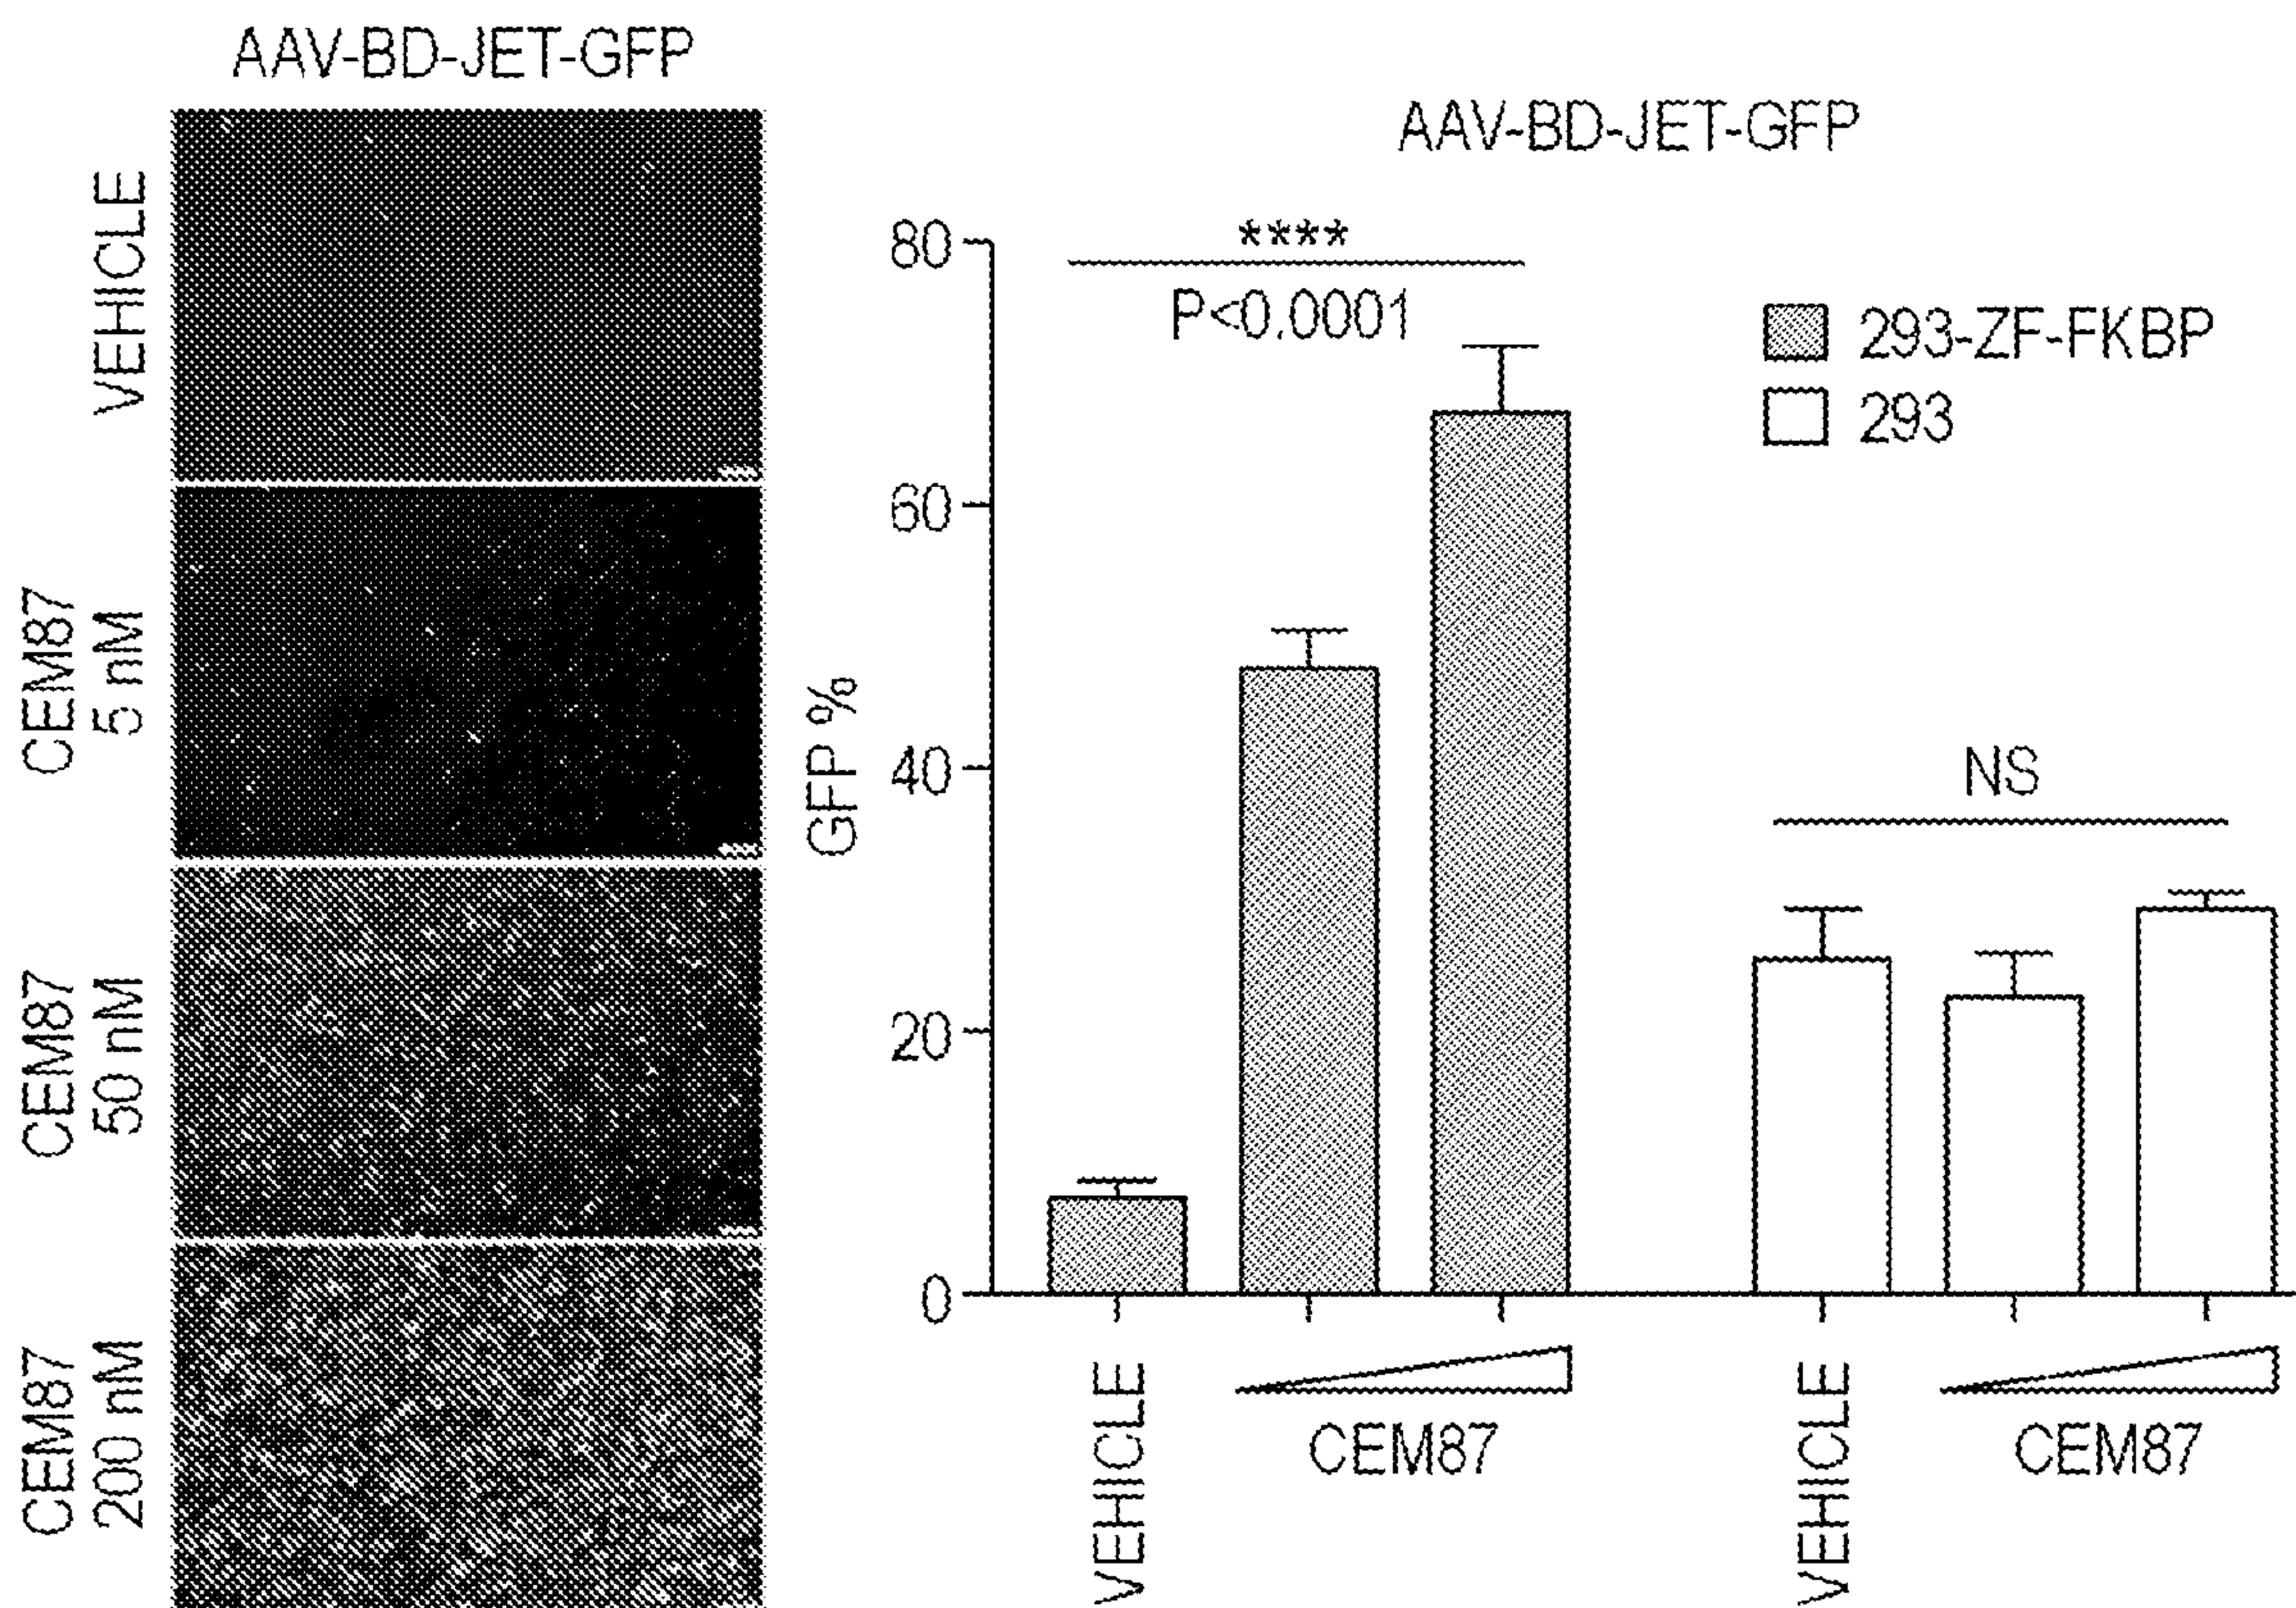 AAV-BD-JET-GFP
VEHICLE
CEM87
5 nM
CEM87
50 nM
CEM87
200 nM
AAV-BD-JET-GFP
GFP %
80
60
40
20
0
****
P<0.0001
293-ZF-FKBP
293
NS
VEHICLE
CEM87
VEHICLE
CEM87